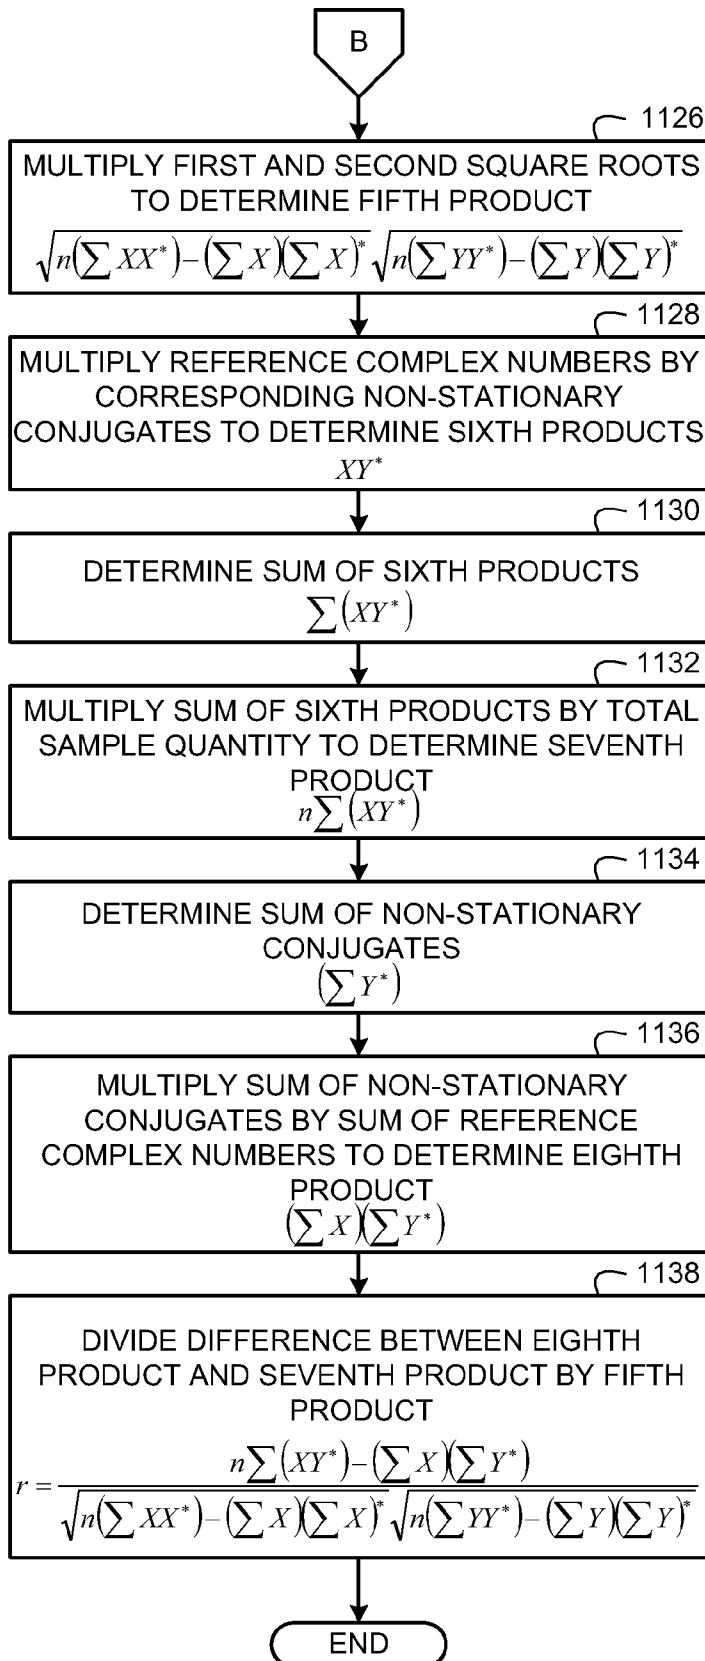 B
1126
MULTIPLY FIRST AND SECOND SQUARE ROOTS
TO DETERMINE FIFTH PRODUCT
√(n(∑XX*)−(∑X)(∑X)*) √(n(∑YY*)−(∑Y)(∑Y)*)
1128
MULTIPLY REFERENCE COMPLEX NUMBERS BY
CORRESPONDING NON-STATIONARY
CONJUGATES TO DETERMINE SIXTH PRODUCTS
XY*
1130
DETERMINE SUM OF SIXTH PRODUCTS
∑(XY*)
1132
MULTIPLY SUM OF SIXTH PRODUCTS BY TOTAL
SAMPLE QUANTITY TO DETERMINE SEVENTH
PRODUCT
n∑(XY*)
1134
DETERMINE SUM OF NON-STATIONARY
CONJUGATES
(∑Y*)
1136
MULTIPLY SUM OF NON-STATIONARY
CONJUGATES BY SUM OF REFERENCE
COMPLEX NUMBERS TO DETERMINE EIGHTH
PRODUCT
(∑X)(∑Y*)
1138
DIVIDE DIFFERENCE BETWEEN EIGHTH
PRODUCT AND SEVENTH PRODUCT BY FIFTH
PRODUCT
r = (n∑(XY*)−(∑X)(∑Y*)) / (√(n(∑XX*)−(∑X)(∑X)*) √(n(∑YY*)−(∑Y)(∑Y)*))
END